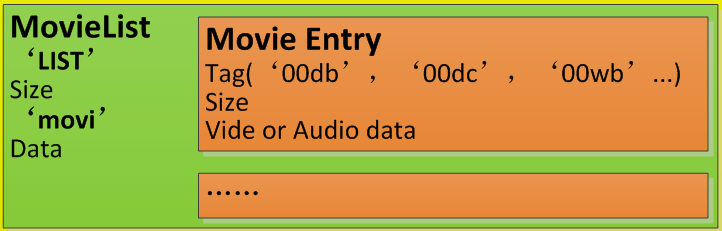 MovieList
‘LIST’
Size
‘movi’
Data
Movie Entry
Tag(‘00db’, ‘00dc’, ‘00wb’...)
Size
Vide or Audio data
……